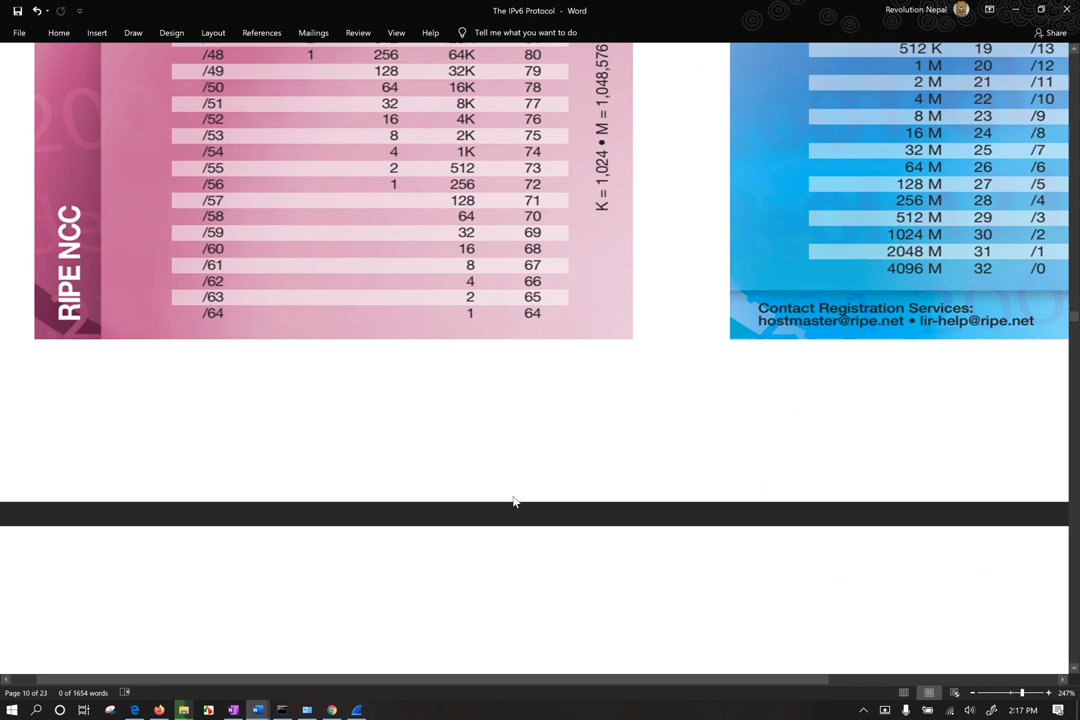 The IPv6 Protocol - Word
Revolution Nepal
File Home Insert Draw Design Layout References Mailings Review View Help Tell me what you want to do Share
/48 1 256 64K 80
/49 128 32K 79
/50 64 16K 78
/51 32 8K 77
/52 16 4K 76
/53 8 2K 75
/54 4 1K 74
/55 2 512 73
/56 1 256 72
/57 128 71
/58 64 70
/59 32 69
/60 16 68
/61 8 67
/62 4 66
/63 2 65
/64 1 64
RIPE NCC
K = 1,024 • M = 1,048,576
512 K 19 /13
1 M 20 /12
2 M 21 /11
4 M 22 /10
8 M 23 /9
16 M 24 /8
32 M 25 /7
64 M 26 /6
128 M 27 /5
256 M 28 /4
512 M 29 /3
1024 M 30 /2
2048 M 31 /1
4096 M 32 /0
Contact Registration Services:
hostmaster@ripe.net • lir-help@ripe.net
Page 10 of 23 0 of 1654 words 247%
2:17 PM